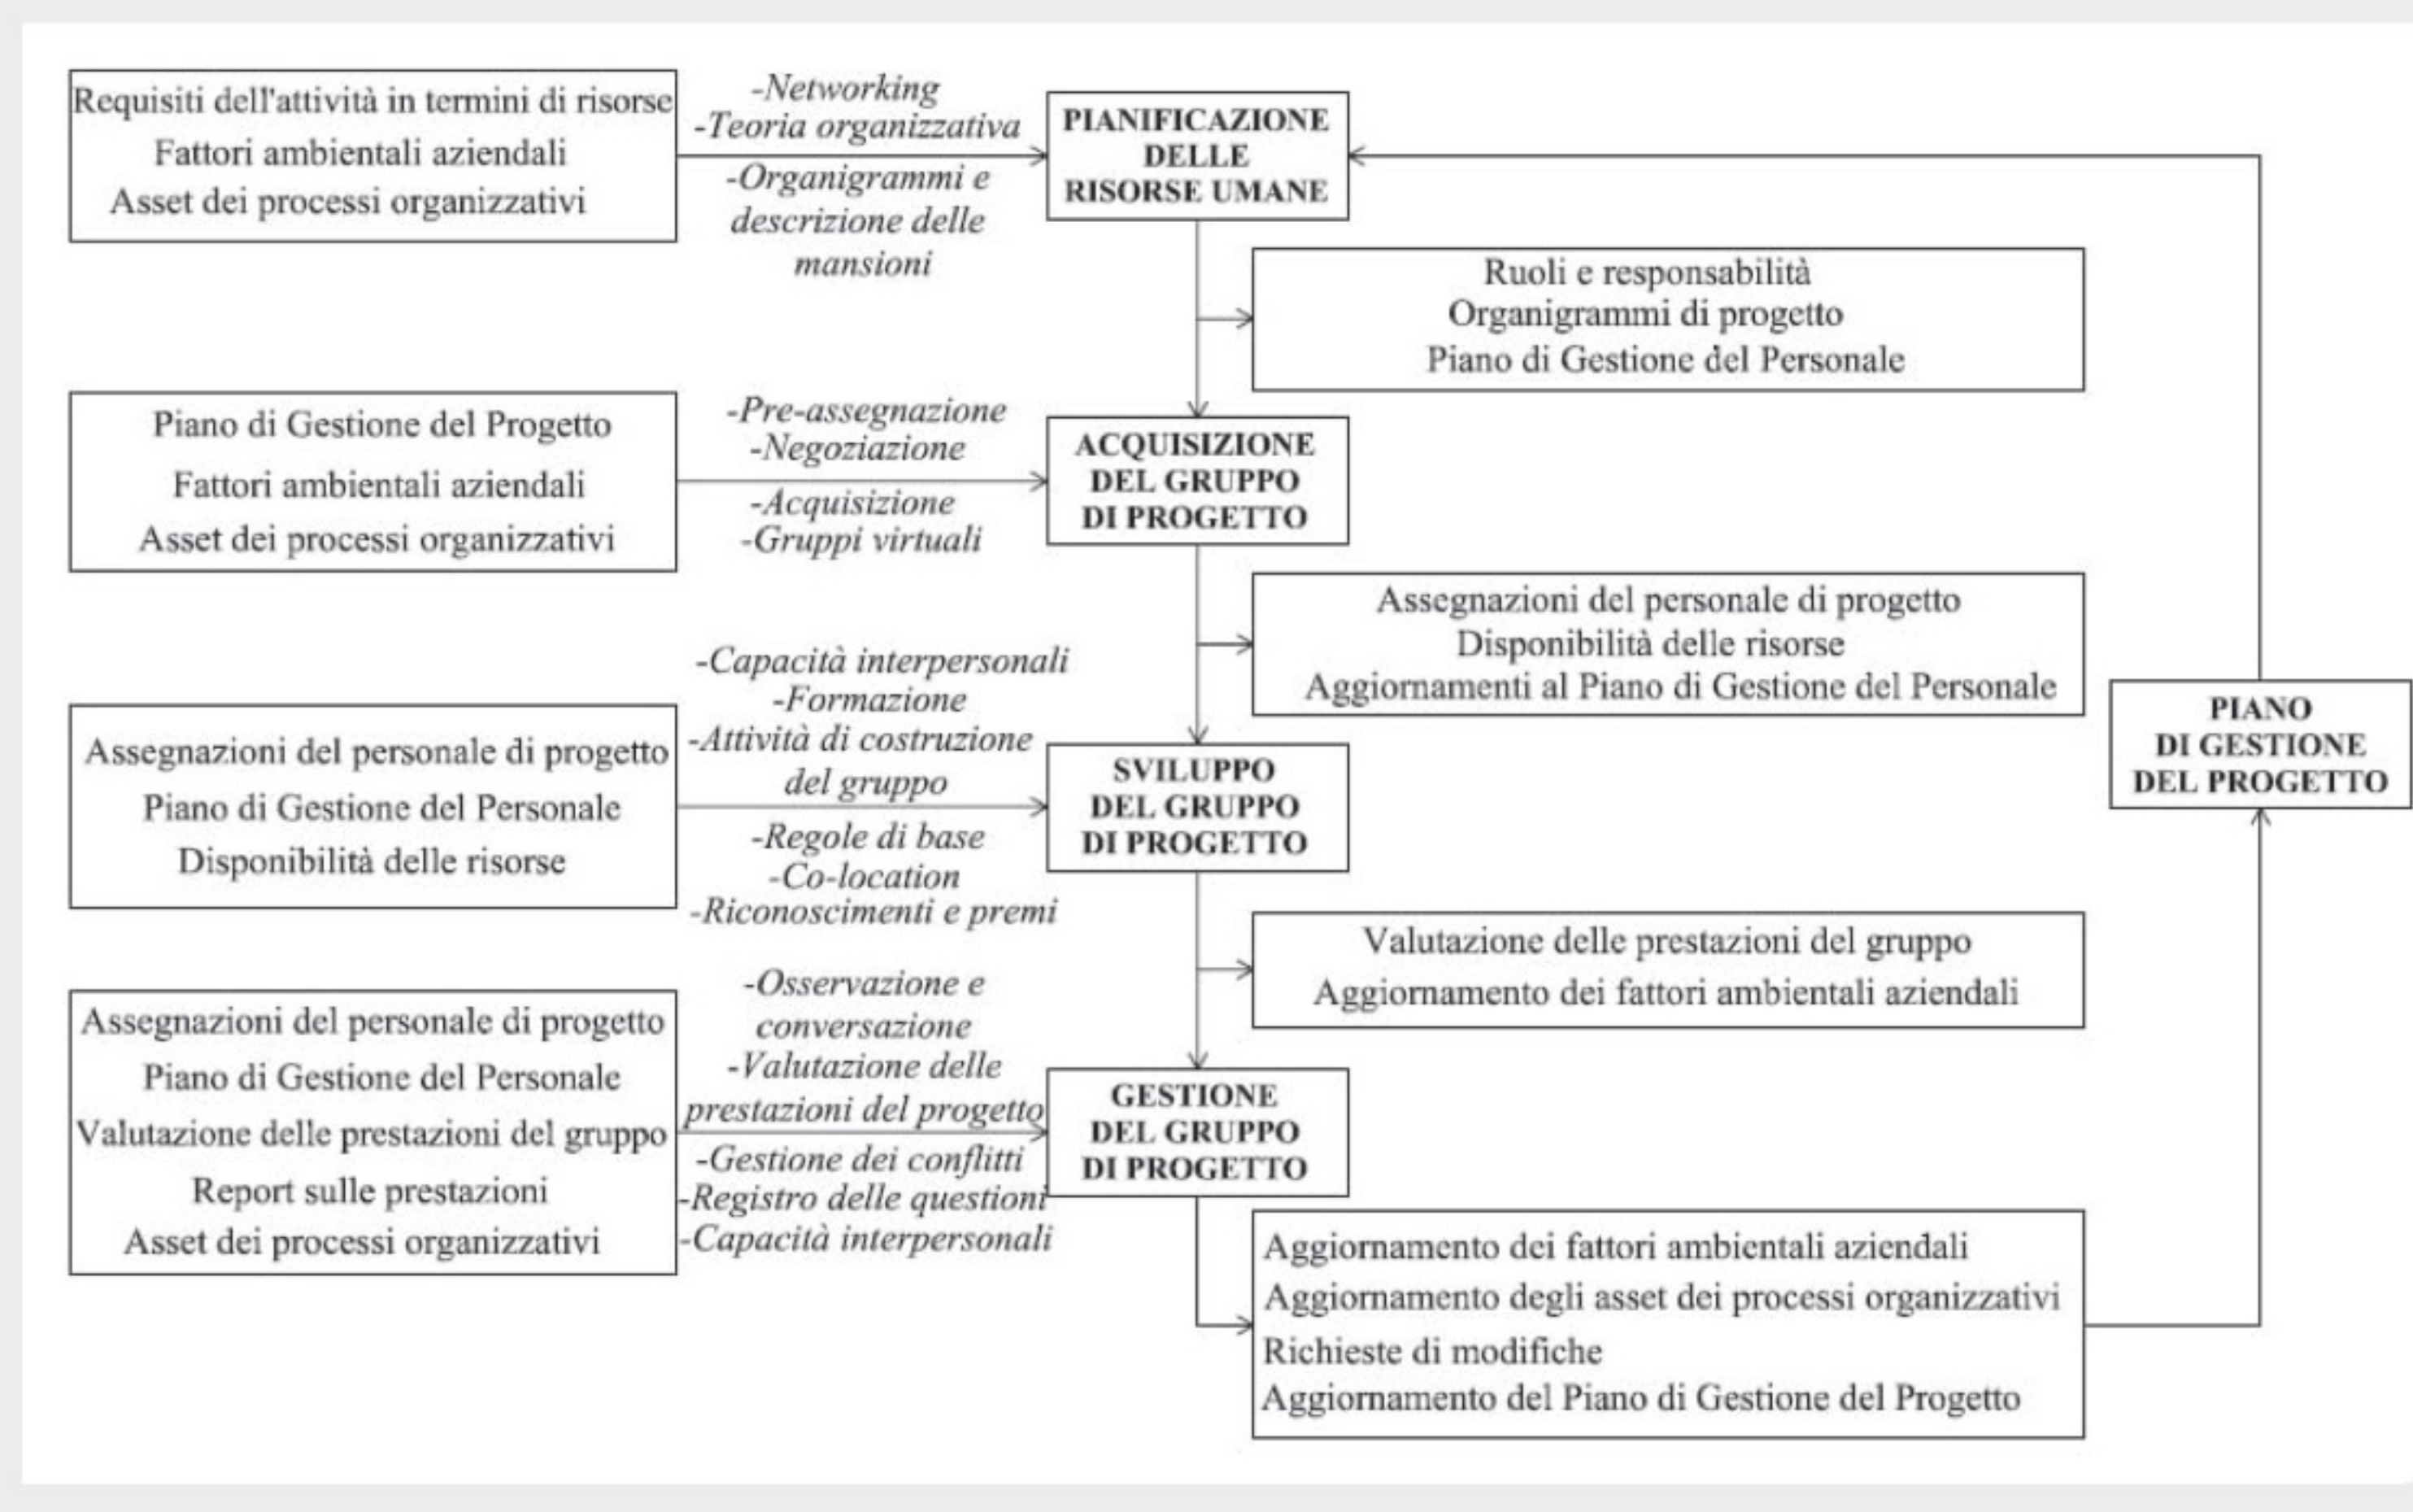 Requisiti dell'attività in termini di risorse
Fattori ambientali aziendali
Asset dei processi organizzativi
-Networking
-Teoria organizzativa
-Organigrammi e
descrizione delle
mansioni
PIANIFICAZIONE
DELLE
RISORSE UMANE
Ruoli e responsabilità
Organigrammi di progetto
Piano di Gestione del Personale
Piano di Gestione del Progetto
Fattori ambientali aziendali
Asset dei processi organizzativi
-Pre-assegnazione
-Negoziazione
-Acquisizione
-Gruppi virtuali
ACQUISIZIONE
DEL GRUPPO
DI PROGETTO
Assegnazioni del personale di progetto
Disponibilità delle risorse
Aggiornamenti al Piano di Gestione del Personale
Assegnazioni del personale di progetto
Piano di Gestione del Personale
Disponibilità delle risorse
-Capacità interpersonali
-Formazione
-Attività di costruzione
del gruppo
-Regole di base
-Co-location
-Riconoscimenti e premi
SVILUPPO
DEL GRUPPO
DI PROGETTO
PIANO
DI GESTIONE
DEL PROGETTO
Valutazione delle prestazioni del gruppo
Aggiornamento dei fattori ambientali aziendali
Assegnazioni del personale di progetto
Piano di Gestione del Personale
Valutazione delle prestazioni del gruppo
Report sulle prestazioni
Asset dei processi organizzativi
-Osservazione e
conversazione
-Valutazione delle
prestazioni del progetto
-Gestione dei conflitti
-Registro delle questioni
-Capacità interpersonali
GESTIONE
DEL GRUPPO
DI PROGETTO
Aggiornamento dei fattori ambientali aziendali
Aggiornamento degli asset dei processi organizzativi
Richieste di modifiche
Aggiornamento del Piano di Gestione del Progetto